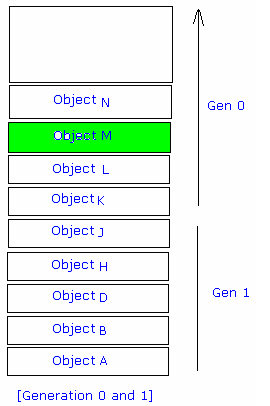 Object N
Gen 0
Object M
Object L
Object K
Object J
Object H
Gen 1
Object D
Object B
Object A
[Generation 0 and 1]